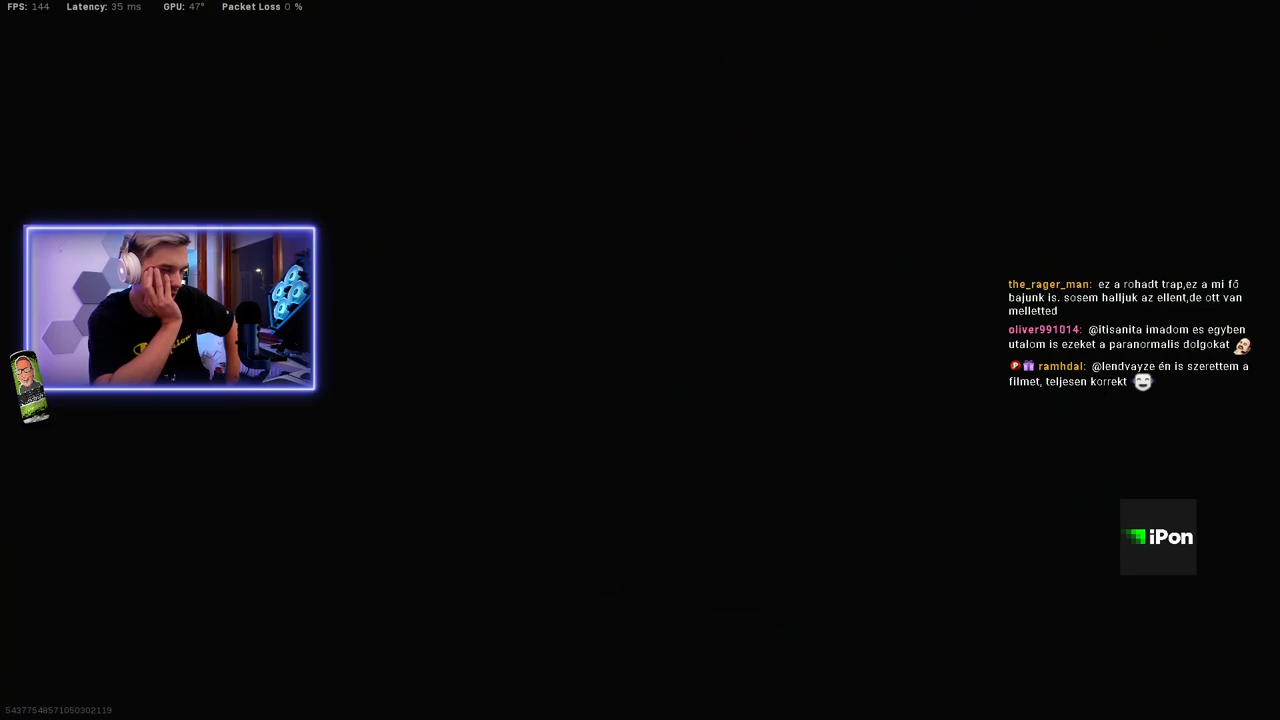 FPS: 144 Latency: 35 ms GPU: 47° Packet Loss 0 %
the_rager_man: ez a rohadt trap,ez a mi fő
bajunk is. sosem halljuk az ellent,de ott van
melletted
oliver991014: @itisanita imadom es egyben
utalom is ezeket a paranormalis dolgokat
ramhdal: @lendvayze én is szerettem a
filmet, teljesen korrekt
iPon
54377548571050302119